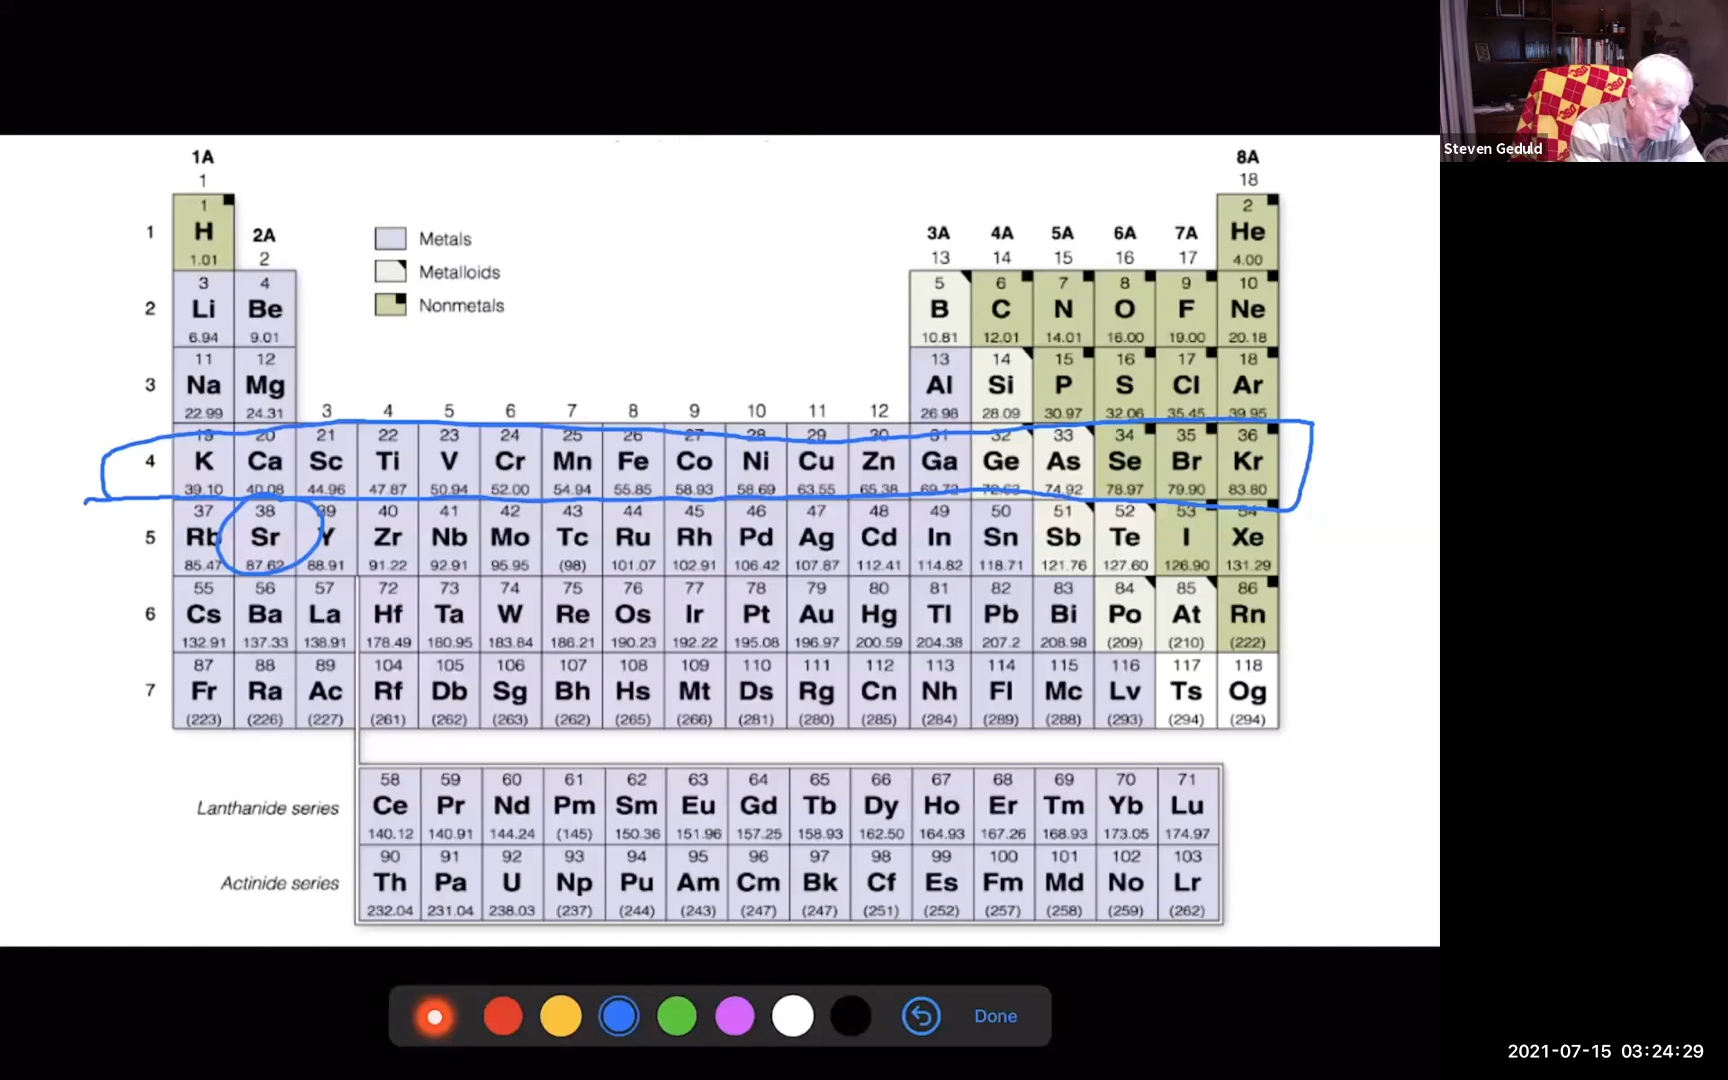 Steven Geduld
1A 8A
1 18
1 2
1 H 2A Metals 3A 4A 5A 6A 7A He
1.01 2 13 14 15 16 17 4.00
3 4 Metalloids 5 6 7 8 9 10
2 Li Be Nonmetals B C N O F Ne
6.94 9.01 10.81 12.01 14.01 16.00 19.00 20.18
11 12 13 14 15 16 17 18
3 Na Mg Al Si P S Cl Ar
22.99 24.31 3 4 5 6 7 8 9 10 11 12 26.98 28.09 30.97 32.06 35.45 39.95
19 20 21 22 23 24 25 26 27 28 29 30 31 32 33 34 35 36
4 K Ca Sc Ti V Cr Mn Fe Co Ni Cu Zn Ga Ge As Se Br Kr
39.10 40.08 44.96 47.87 50.94 52.00 54.94 55.85 58.93 58.69 63.55 65.38 69.72 72.63 74.92 78.97 79.90 83.80
37 38 39 40 41 42 43 44 45 46 47 48 49 50 51 52 53 54
5 Rb Sr Y Zr Nb Mo Tc Ru Rh Pd Ag Cd In Sn Sb Te I Xe
85.47 87.62 88.91 91.22 92.91 95.95 (98) 101.07 102.91 106.42 107.87 112.41 114.82 118.71 121.76 127.60 126.90 131.29
55 56 57 72 73 74 75 76 77 78 79 80 81 82 83 84 85 86
6 Cs Ba La Hf Ta W Re Os Ir Pt Au Hg Tl Pb Bi Po At Rn
132.91 137.33 138.91 178.49 180.95 183.84 186.21 190.23 192.22 195.08 196.97 200.59 204.38 207.2 208.98 (209) (210) (222)
87 88 89 104 105 106 107 108 109 110 111 112 113 114 115 116 117 118
7 Fr Ra Ac Rf Db Sg Bh Hs Mt Ds Rg Cn Nh Fl Mc Lv Ts Og
(223) (226) (227) (261) (262) (263) (262) (265) (266) (281) (280) (285) (284) (289) (288) (293) (294) (294)
58 59 60 61 62 63 64 65 66 67 68 69 70 71
Lanthanide series Ce Pr Nd Pm Sm Eu Gd Tb Dy Ho Er Tm Yb Lu
140.12 140.91 144.24 (145) 150.36 151.96 157.25 158.93 162.50 164.93 167.26 168.93 173.05 174.97
90 91 92 93 94 95 96 97 98 99 100 101 102 103
Actinide series Th Pa U Np Pu Am Cm Bk Cf Es Fm Md No Lr
232.04 231.04 238.03 (237) (244) (243) (247) (247) (251) (252) (257) (258) (259) (262)
Done
2021-07-15 03:24:29